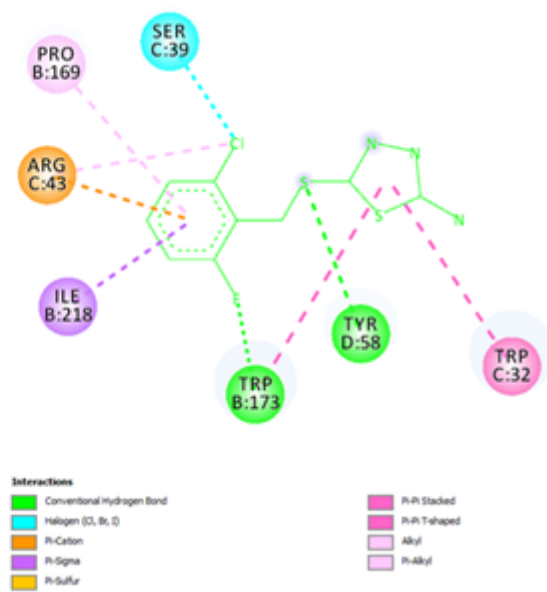 SER
C:39
PRO
B:169
Cl
N
N
ARG
C:43
S
S
N
ILE
B:218
F
TYR
D:58
TRP
C:32
TRP
B:173
Interactions
Conventional Hydrogen Bond
Halogen (Cl, Br, I)
Pi-Cation
Pi-Sigma
Pi-Sulfur
Pi-Pi Stacked
Pi-Pi T-shaped
Alkyl
Pi-Alkyl